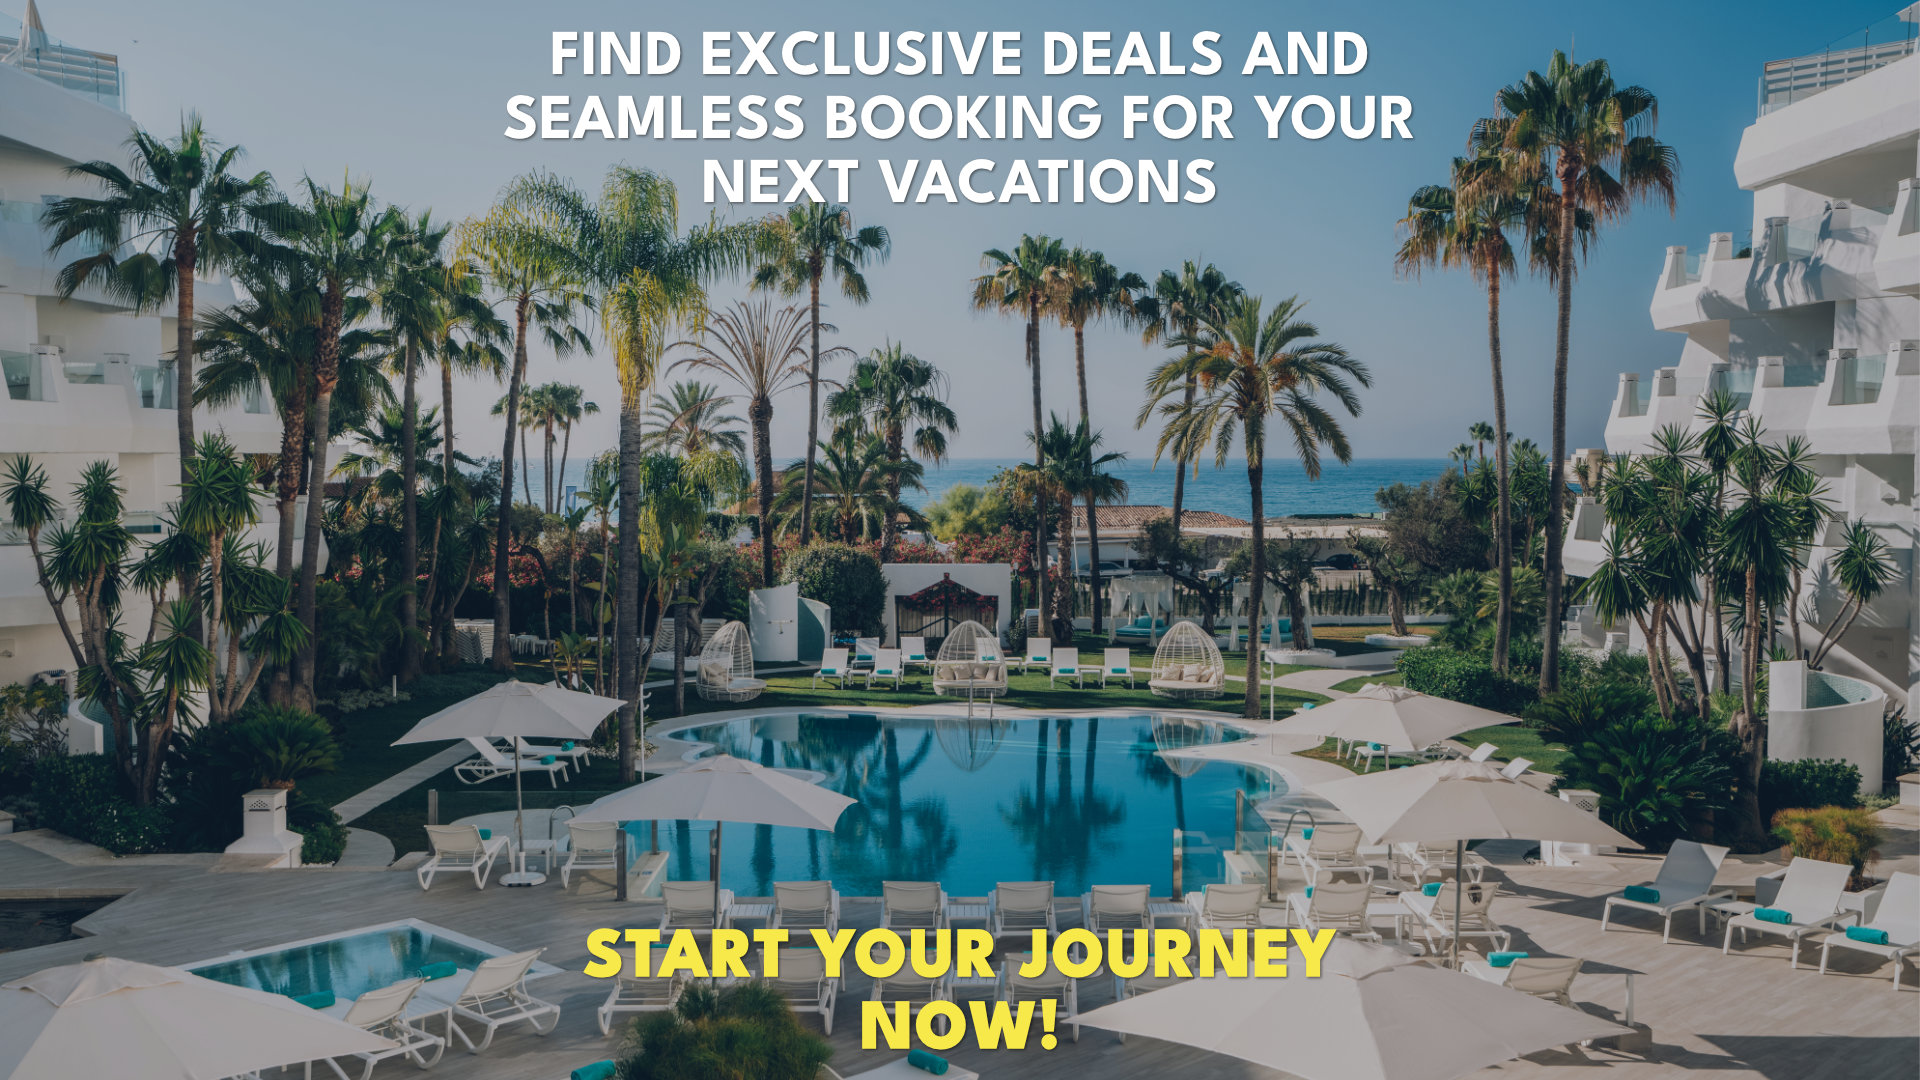 FIND EXCLUSIVE DEALS AND
SEAMLESS BOOKING FOR YOUR
NEXT VACATIONS
START YOUR JOURNEY
NOW!